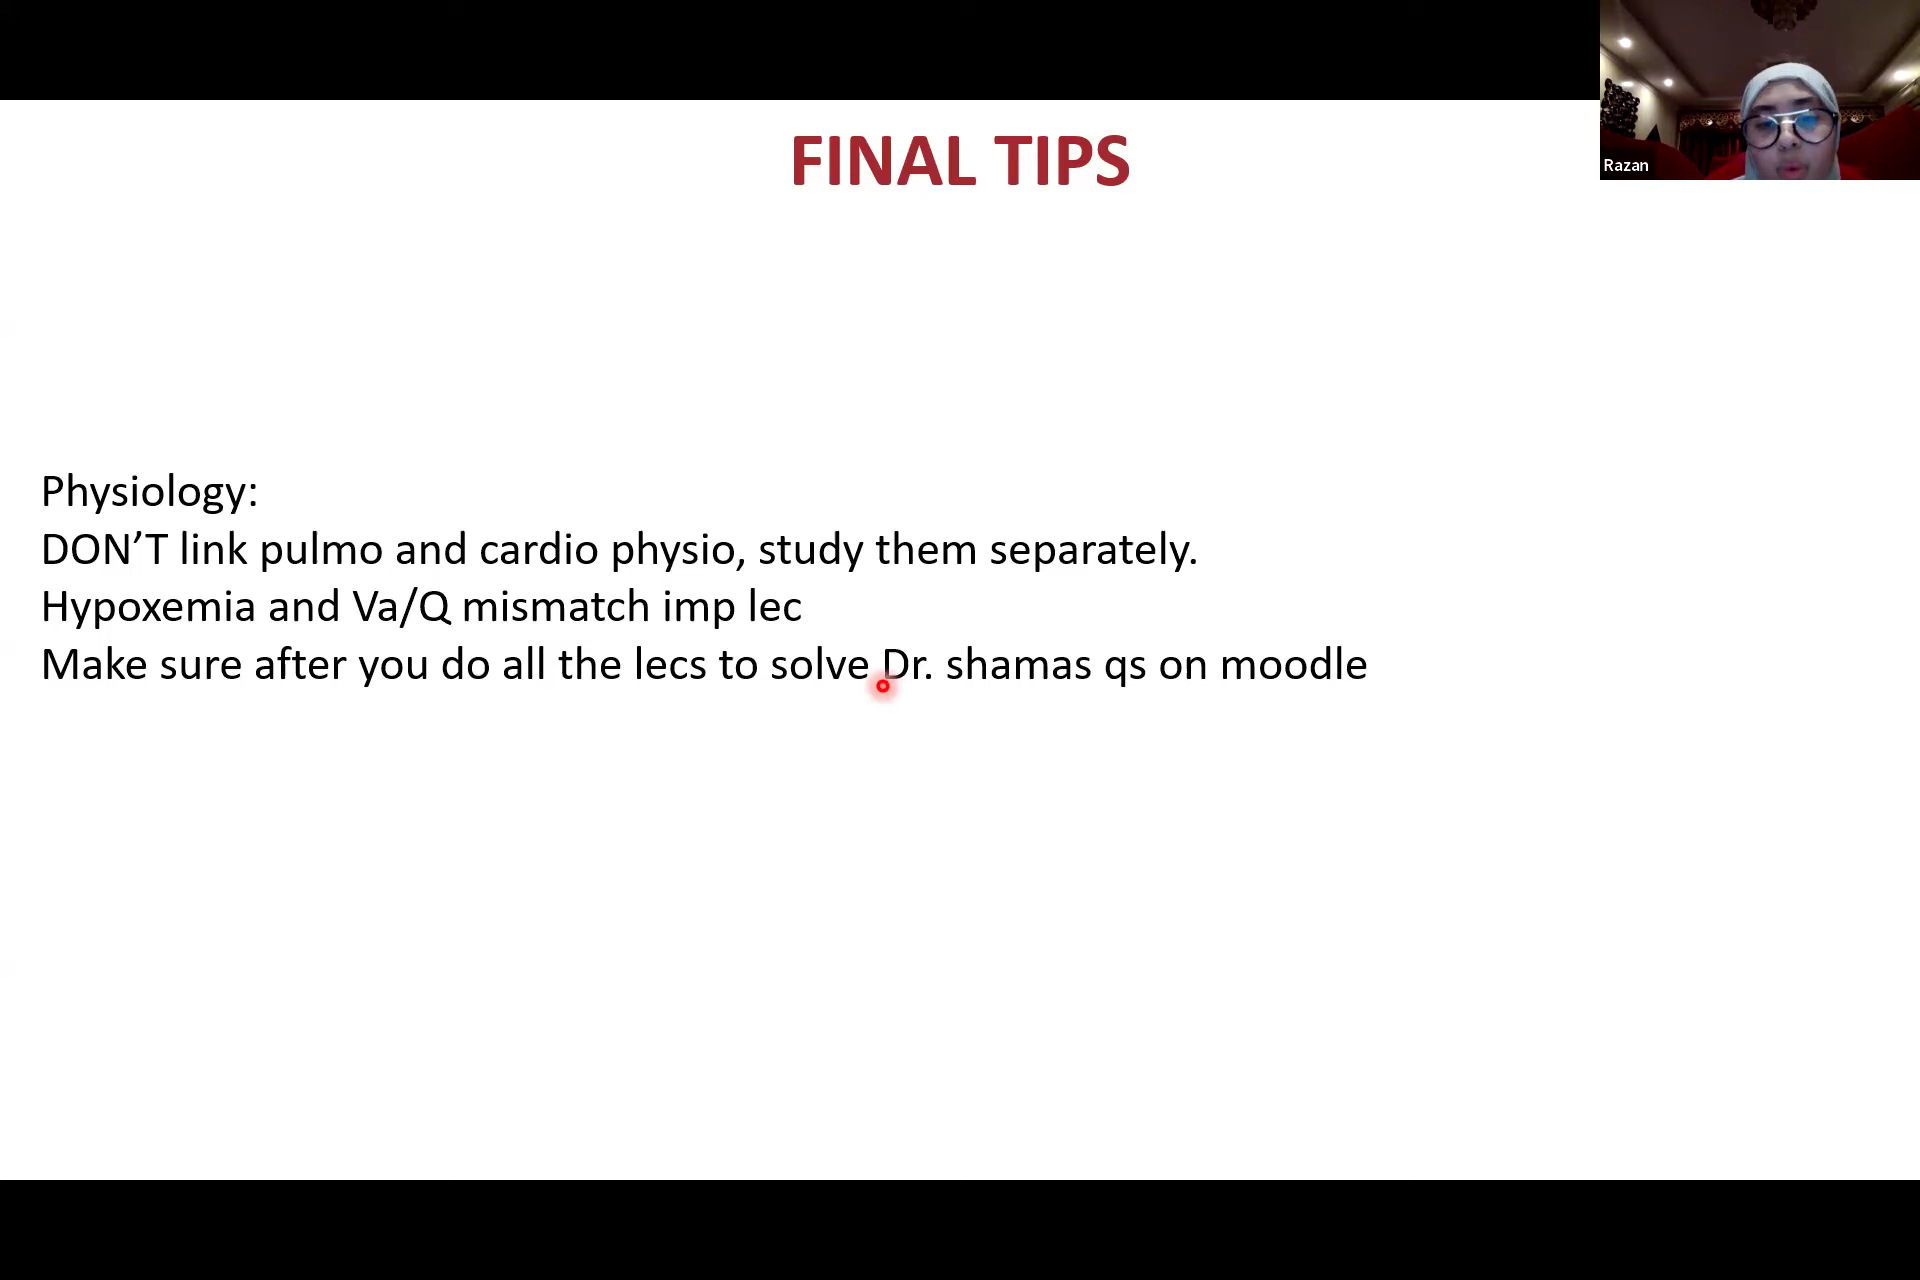 FINAL TIPS
Razan
Physiology:
DON'T link pulmo and cardio physio, study them separately.
Hypoxemia and Va/Q mismatch imp lec
Make sure after you do all the lecs to solve Dr. shamas qs on moodle